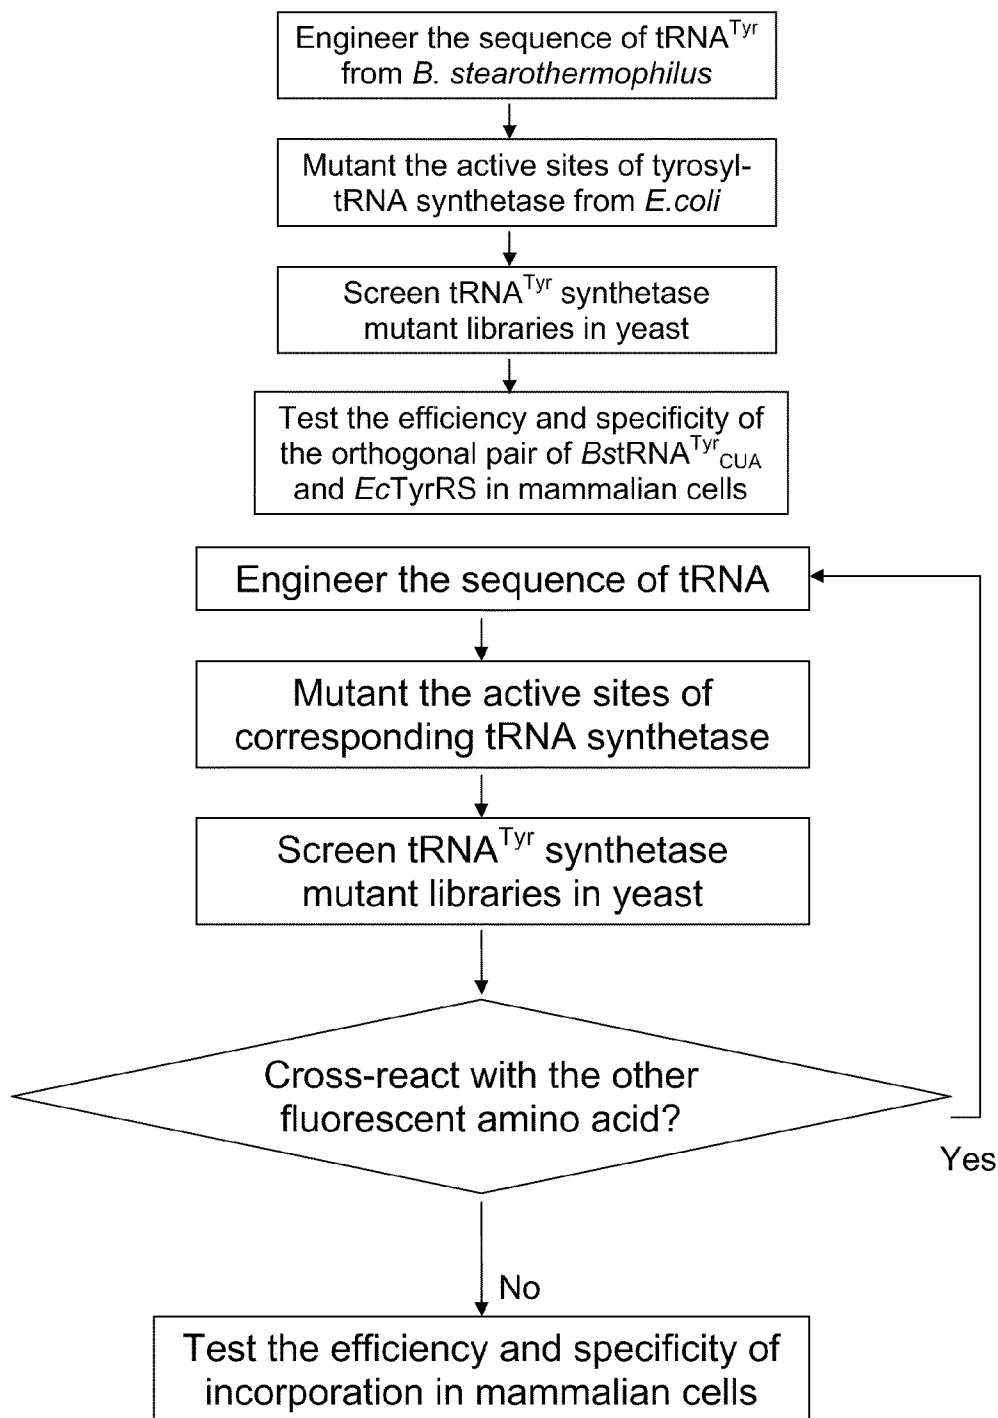 Engineer the sequence of tRNA^Tyr
from B. stearothermophilus
Mutant the active sites of tyrosyl-
tRNA synthetase from E.coli
Screen tRNA^Tyr synthetase
mutant libraries in yeast
Test the efficiency and specificity of
the orthogonal pair of BstRNA^Tyr_CUA
and EcTyrRS in mammalian cells
Engineer the sequence of tRNA
Mutant the active sites of
corresponding tRNA synthetase
Screen tRNA^Tyr synthetase
mutant libraries in yeast
Cross-react with the other
fluorescent amino acid?
Yes
No
Test the efficiency and specificity of
incorporation in mammalian cells